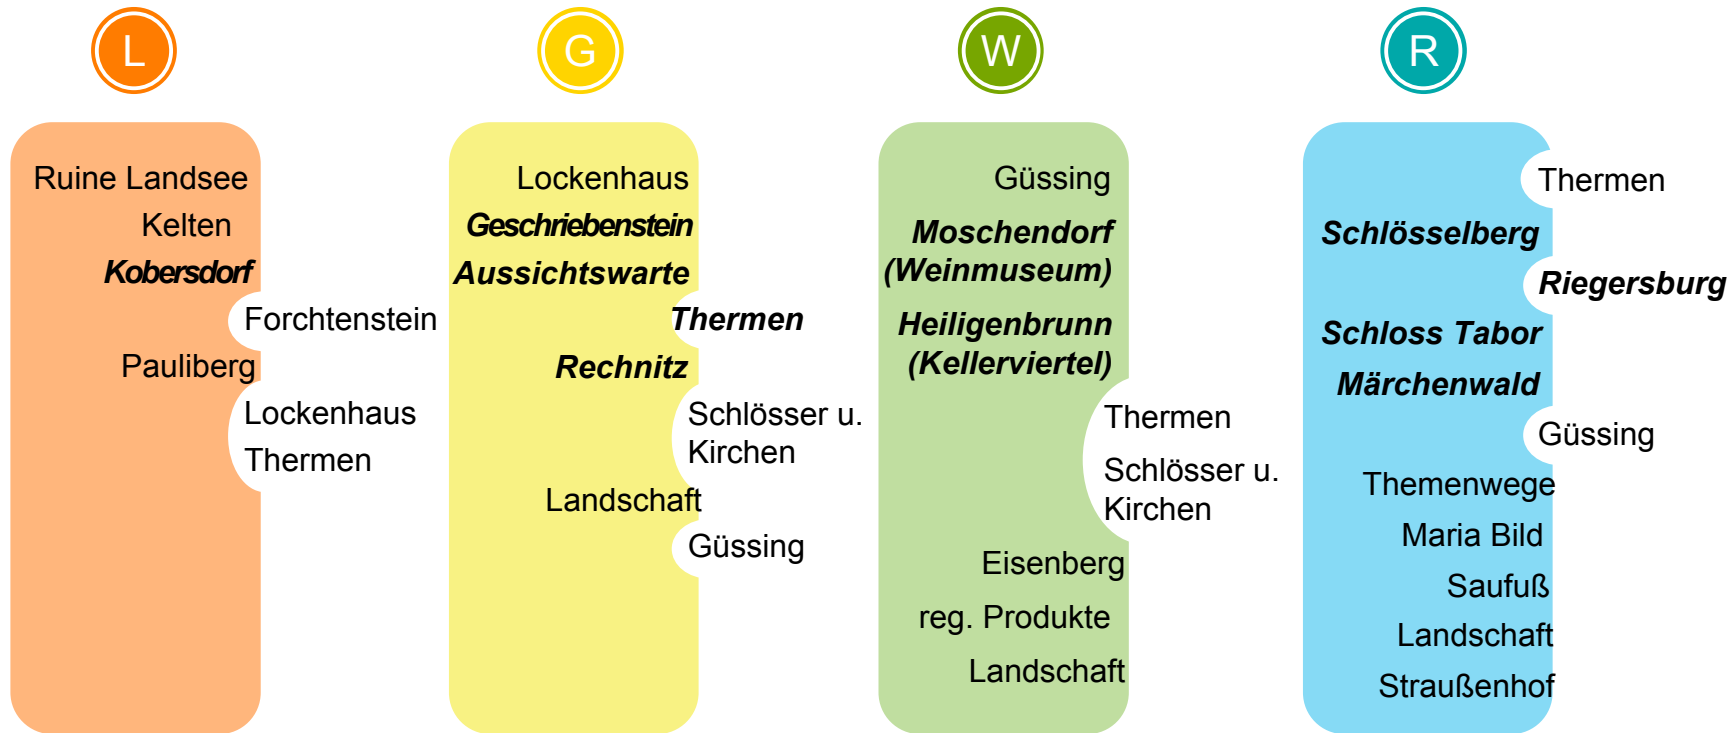 L
Ruine Landsee
Kelten
Kobersdorf
Forchtenstein
Pauliberg
Lockenhaus
Thermen
G
Lockenhaus
Geschriebenstein
Aussichtswarte
Thermen
Rechnitz
Schlösser u.
Kirchen
Landschaft
Güssing
W
Güssing
Moschendorf
(Weinmuseum)
Heiligenbrunn
(Kellerviertel)
Thermen
Schlösser u.
Kirchen
Eisenberg
reg. Produkte
Landschaft
R
Thermen
Schlösselberg
Riegersburg
Schloss Tabor
Märchenwald
Güssing
Themenwege
Maria Bild
Saufuß
Landschaft
Straußenhof